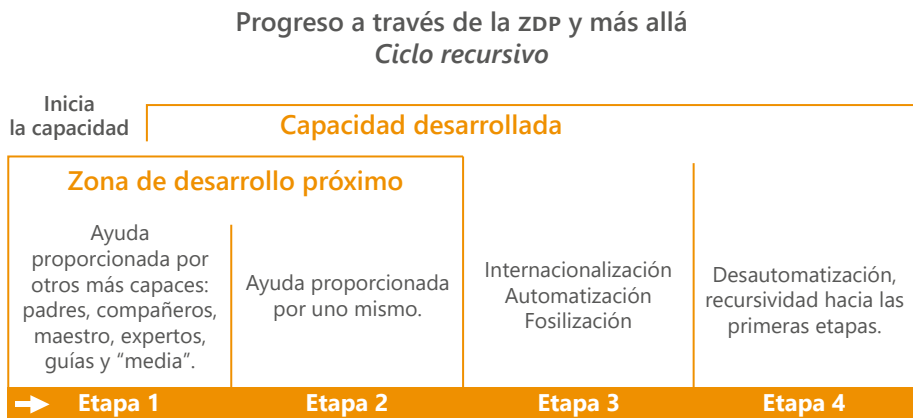 Progreso a través de la ZDP y más allá
Ciclo recursivo
Inicia
la capacidad
Capacidad desarrollada
Zona de desarrollo próximo
Ayuda
proporcionada por
otros más capaces:
padres, compañeros,
maestro, expertos,
guías y “media”.
Ayuda proporcionada
por uno mismo.
Internacionalización
Automatización
Fosilización
Desautomatización,
recursividad hacia las
primeras etapas.
Etapa 1
Etapa 2
Etapa 3
Etapa 4